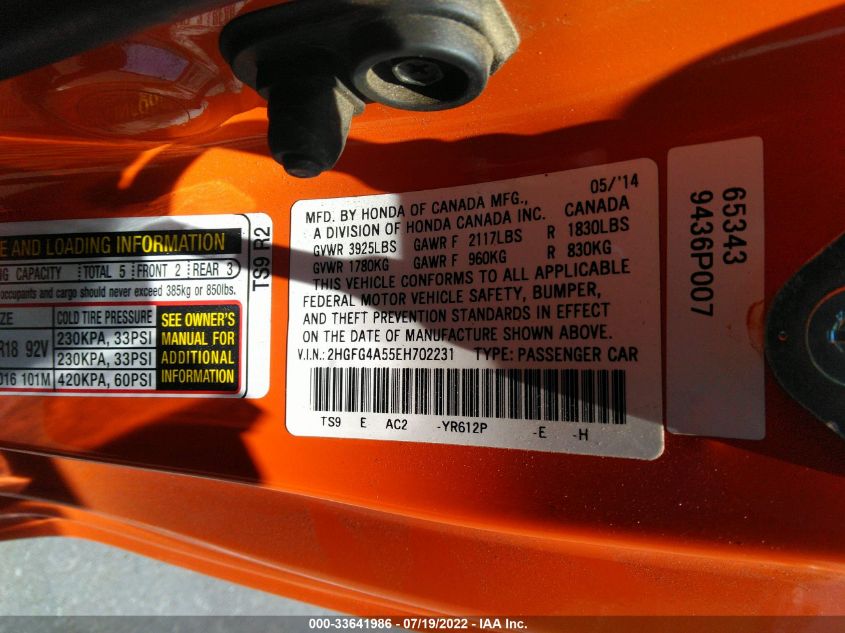 E AND LOADING INFORMATION
NG CAPACITY TOTAL 5 FRONT 2 REAR 3
occupants and cargo should never exceed 385kg or 850lbs.
ZE COLD TIRE PRESSURE
R18 92V 230KPA, 33PSI
230KPA, 33PSI
D16 101M 420KPA, 60PSI
SEE OWNER'S
MANUAL FOR
ADDITIONAL
INFORMATION
TS9 R2
MFD. BY HONDA OF CANADA MFG., 05/'14
A DIVISION OF HONDA CANADA INC. CANADA
GVWR 3925LBS GAWR F 2117LBS R 1830LBS
GVWR 1780KG GAWR F 960KG R 830KG
THIS VEHICLE CONFORMS TO ALL APPLICABLE
FEDERAL MOTOR VEHICLE SAFETY, BUMPER,
AND THEFT PREVENTION STANDARDS IN EFFECT
ON THE DATE OF MANUFACTURE SHOWN ABOVE.
V.I.N.: 2HGFG4A55EH702231 TYPE: PASSENGER CAR
TS9 E AC2 -YR612P -E -H
65343
9436P007
000-33641986 - 07/19/2022 - IAA Inc.